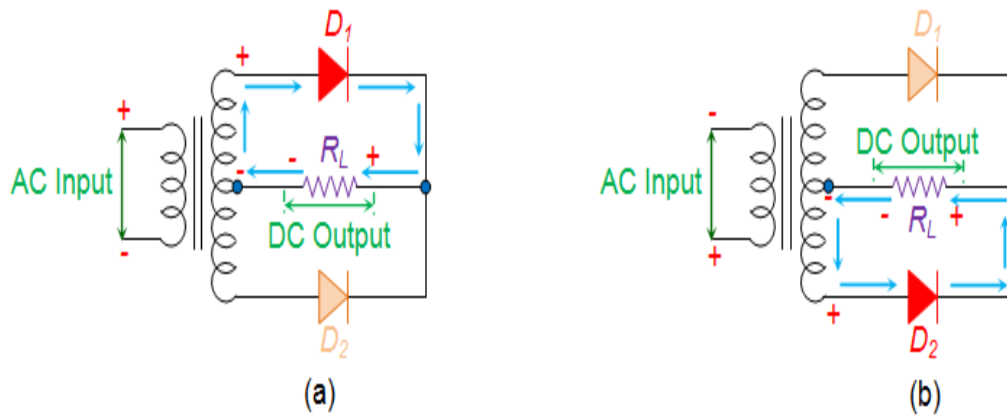 D1
+
+
AC Input
-
- RL +
-
DC Output
D2
(a)
D1
-
DC Output
AC Input
-
- +
RL
+
+
D2
(b)